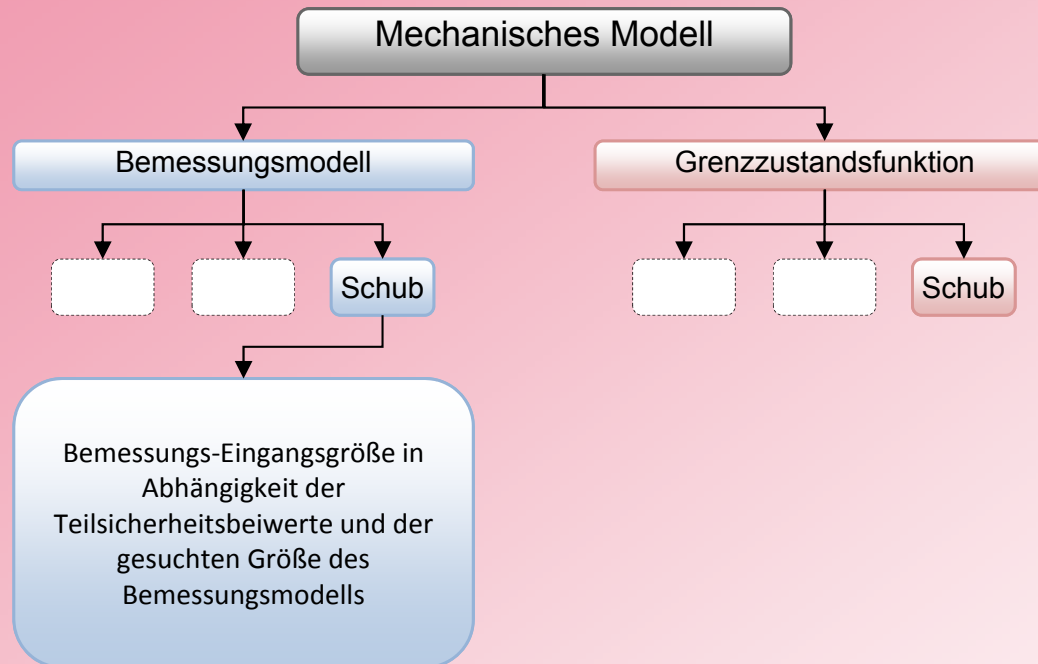 Mechanisches Modell
Bemessungsmodell
Grenzzustandsfunktion
Schub
Schub
Bemessungs-Eingangsgröße in
Abhängigkeit der
Teilsicherheitsbeiwerte und der
gesuchten Größe des
Bemessungsmodells